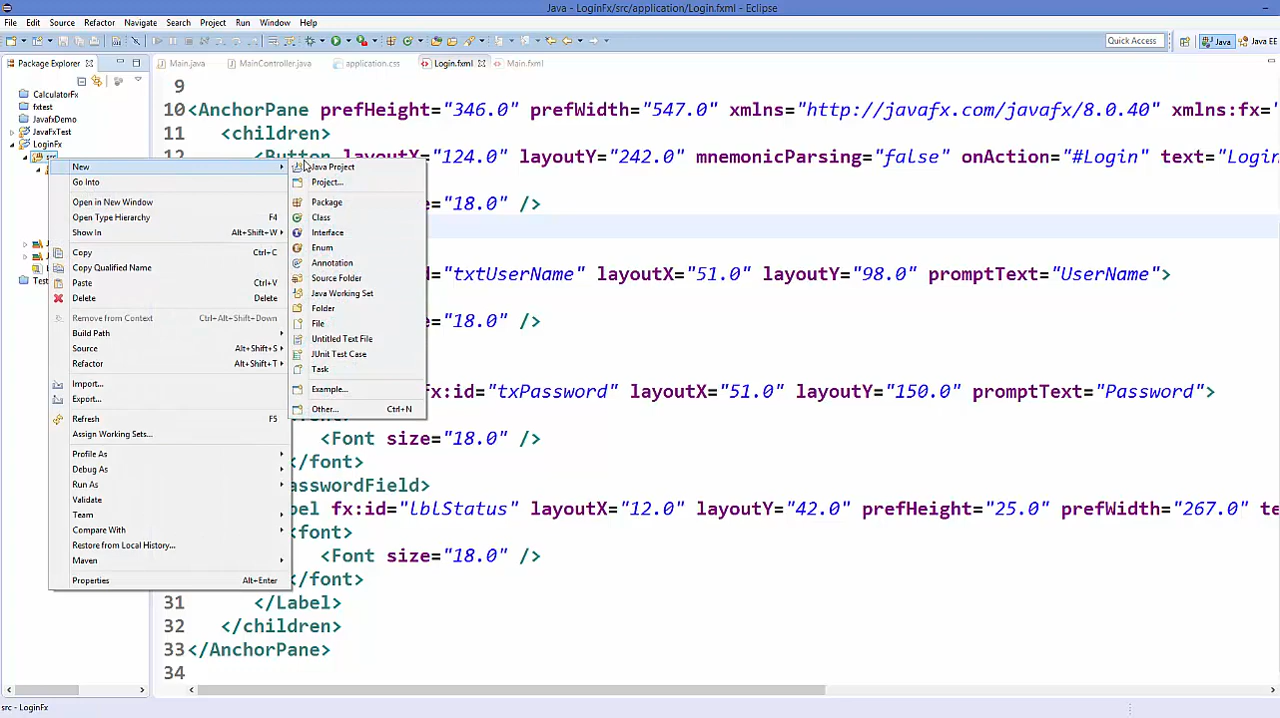 Java - LoginFx/src/application/Login.fxml - Eclipse
File Edit Source Refactor Navigate Search Project Run Window Help
Quick Access Java Java EE
Package Explorer Main.java MainController.java application.css Login.fxml Main.fxml
CalculatorFx
fxtest
JavafxDemo
JavaFxTest
LoginFx
src
Test
New
Go Into
Open in New Window
Open Type Hierarchy F4
Show In Alt+Shift+W
Copy Ctrl+C
Copy Qualified Name
Paste Ctrl+V
Delete Delete
Remove from Context Ctrl+Alt+Shift+Down
Build Path
Source Alt+Shift+S
Refactor Alt+Shift+T
Import...
Export...
Refresh F5
Assign Working Sets...
Profile As
Debug As
Run As
Validate
Team
Compare With
Restore from Local History...
Maven
Properties Alt+Enter
Java Project
Project...
Package
Class
Interface
Enum
Annotation
Source Folder
Java Working Set
Folder
File
Untitled Text File
JUnit Test Case
Task
Example...
Other... Ctrl+N
9
10 <AnchorPane prefHeight="346.0" prefWidth="547.0" xmlns="http://javafx.com/javafx/8.0.40" xmlns:fx="
11 <children>
12 <Button layoutX="124.0" layoutY="242.0" mnemonicParsing="false" onAction="#Login" text="Login
="18.0" />
="txtUserName" layoutX="51.0" layoutY="98.0" promptText="UserName">
="18.0" />
fx:id="txPassword" layoutX="51.0" layoutY="150.0" promptText="Password">
<Font size="18.0" />
</font>
asswordField>
fx:id="lblStatus" layoutX="12.0" layoutY="42.0" prefHeight="25.0" prefWidth="267.0" te
<font>
<Font size="18.0" />
</font>
31 </Label>
32 </children>
33 </AnchorPane>
34
src - LoginFx